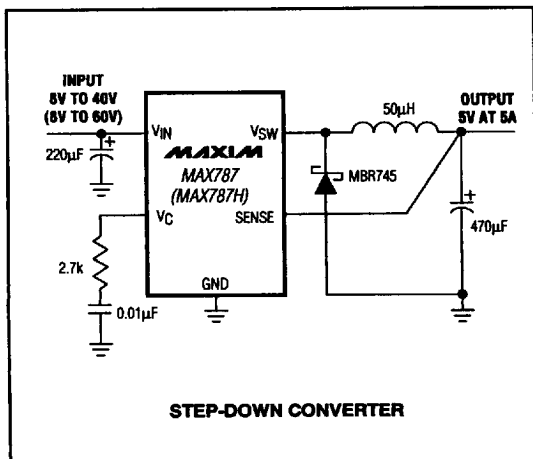 INPUT
8V TO 40V
(8V TO 60V)
220µF
+
VIN
MAXIM
MAX787
(MAX787H)
VSW
50µH
OUTPUT
5V AT 5A
MBR745
SENSE
+
470µF
VC
2.7k
0.01µF
GND
STEP-DOWN CONVERTER